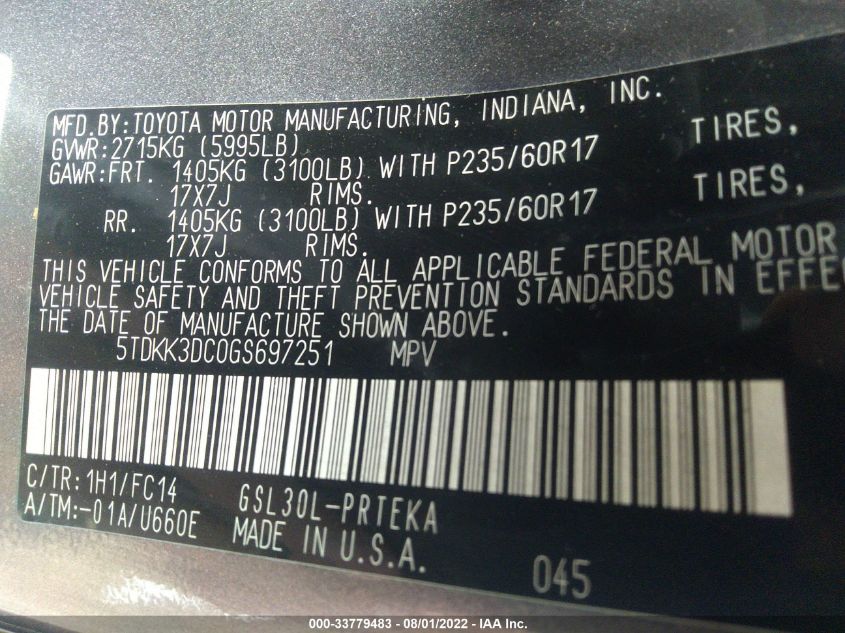 MFD.BY:TOYOTA MOTOR MANUFACTURING, INDIANA, INC.
GVWR:2715KG (5995LB)
GAWR:FRT. 1405KG (3100LB) WITH P235/60R17 TIRES,
17X7J RIMS.
RR. 1405KG (3100LB) WITH P235/60R17 TIRES,
17X7J RIMS.
THIS VEHICLE CONFORMS TO ALL APPLICABLE FEDERAL MOTOR
VEHICLE SAFETY AND THEFT PREVENTION STANDARDS IN EFFE
THE DATE OF MANUFACTURE SHOWN ABOVE.
5TDKK3DC0GS697251 MPV
C/TR:1H1/FC14
A/TM:-01A/U660E
GSL30L-PRTEKA
MADE IN U.S.A.
045
000-33779483 - 08/01/2022 - IAA Inc.